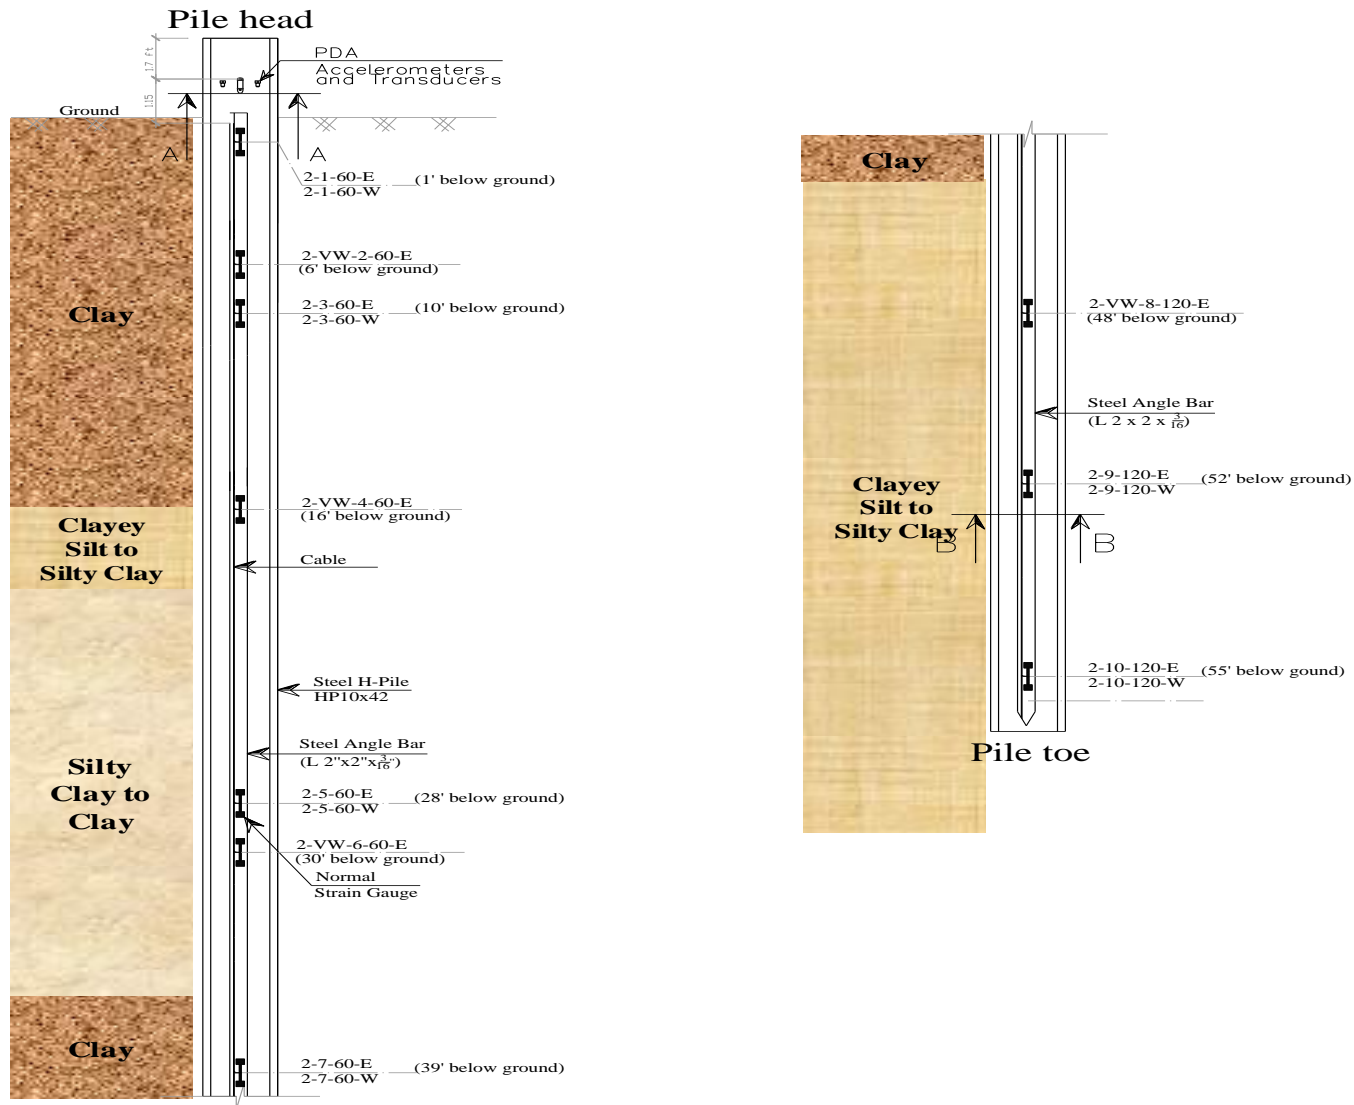 Pile head
1.7 ft
1.15
PDA
Accelerometers
and Transducers
Ground
A
A
2-1-60-E (1' below ground)
2-1-60-W
2-VW-2-60-E
(6' below ground)
Clay
2-3-60-E (10' below ground)
2-3-60-W
2-VW-4-60-E
(16' below ground)
Clayey
Silt to
Silty Clay
Cable
Steel H-Pile
HP10x42
Steel Angle Bar
(L 2"x2"x3/16")
Silty
Clay to
Clay
2-5-60-E (28' below ground)
2-5-60-W
2-VW-6-60-E
(30' below ground)
Normal
Strain Gauge
Clay
2-7-60-E (39' below ground)
2-7-60-W
Clay
2-VW-8-120-E
(48' below ground)
Steel Angle Bar
(L 2 x 2 x 3/16)
Clayey
Silt to
Silty Clay
2-9-120-E (52' below ground)
2-9-120-W
B
B
2-10-120-E (55' below gound)
2-10-120-W
Pile toe